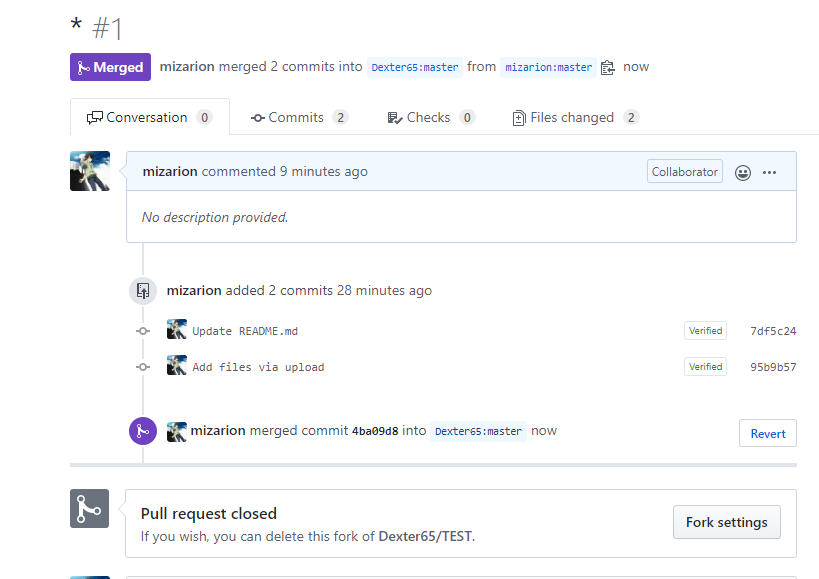 * #1
Merged mizarion merged 2 commits into Dexter65:master from mizarion:master now
Conversation 0 Commits 2 Checks 0 Files changed 2
mizarion commented 9 minutes ago Collaborator
No description provided.
mizarion added 2 commits 28 minutes ago
Update README.md Verified 7df5c24
Add files via upload Verified 95b9b57
mizarion merged commit 4ba09d8 into Dexter65:master now Revert
Pull request closed
If you wish, you can delete this fork of Dexter65/TEST.
Fork settings